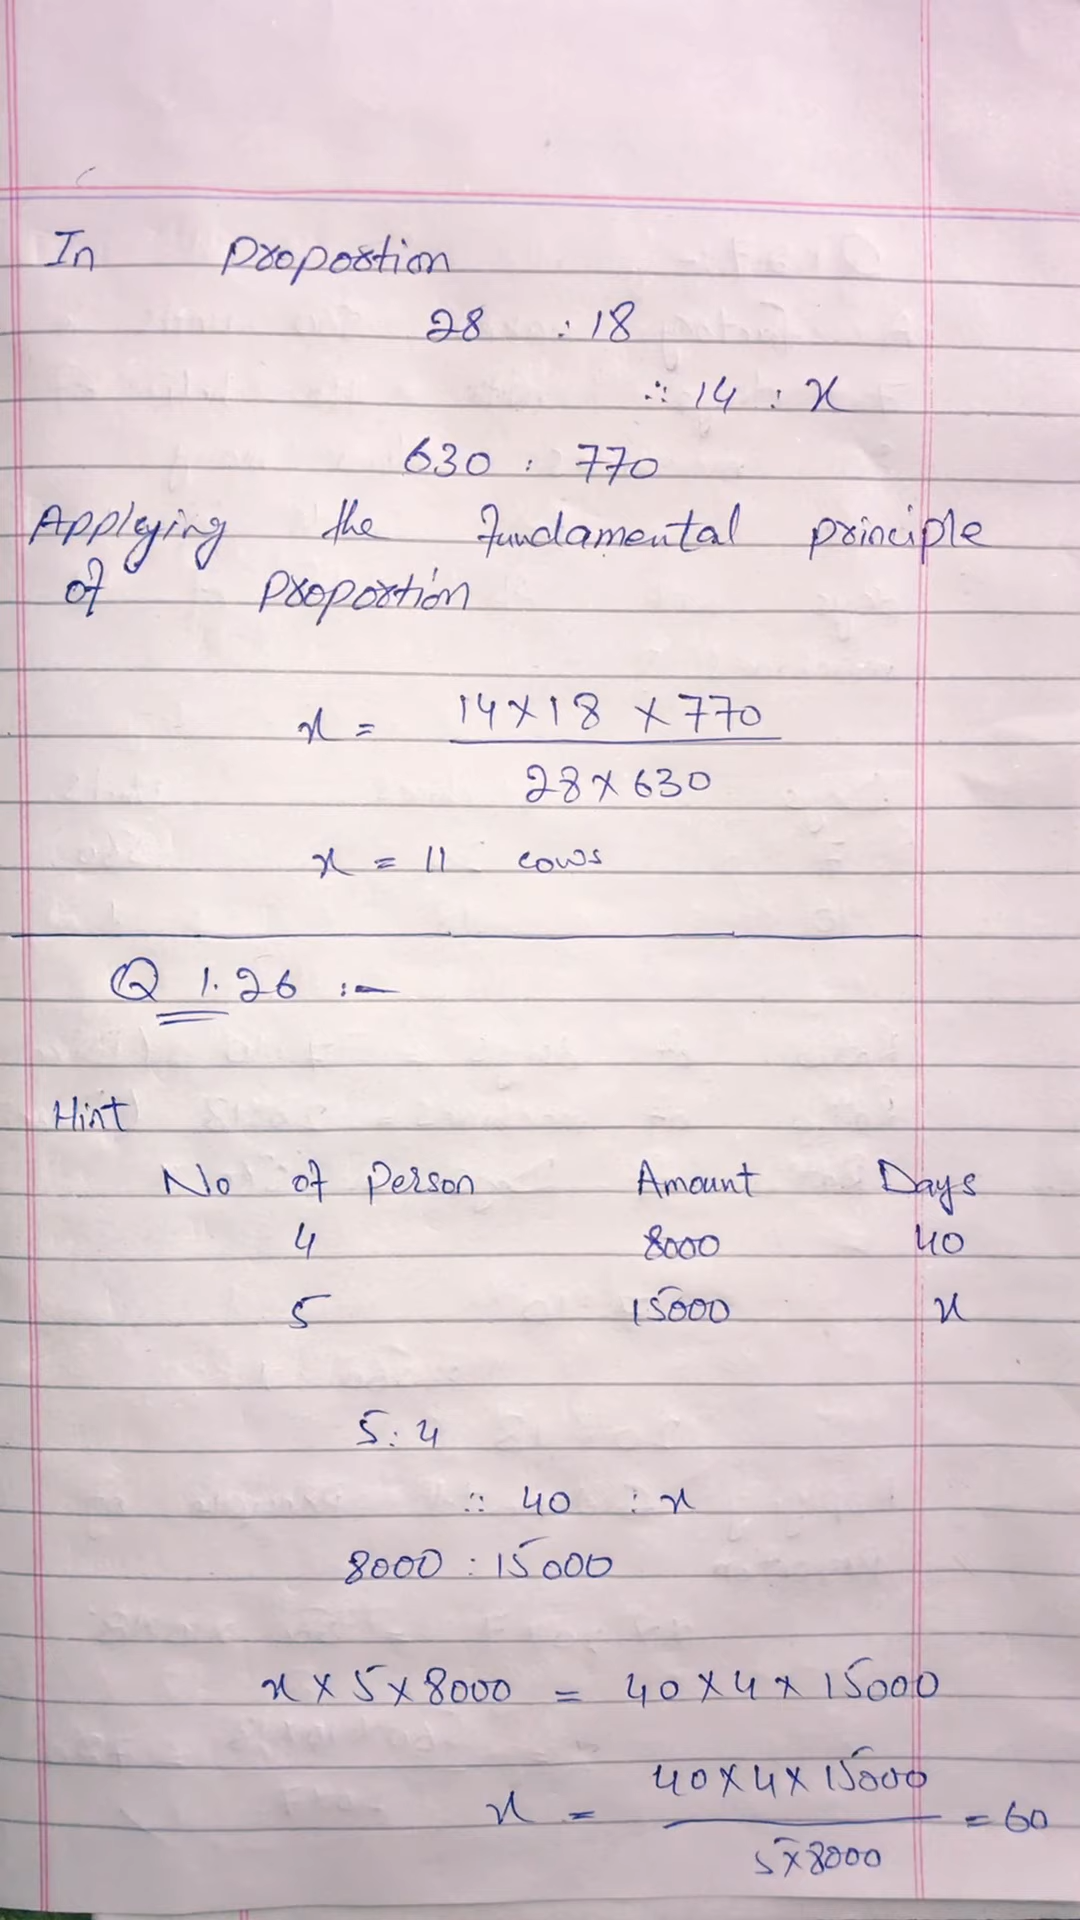 In proportion
28 : 18
∴ 14 : x
630 : 770
Applying the fundamental principle
of proportion
x = 14 × 18 × 770
28 × 630
x = 11 cows
Q 1.26 :-
Hint
No of Person Amount Days
4 8000 40
5 15000 x
5 : 4
∴ 40 : x
8000 : 15000
x × 5 × 8000 = 40 × 4 × 15000
x = 40 × 4 × 15000 = 60
5 × 8000